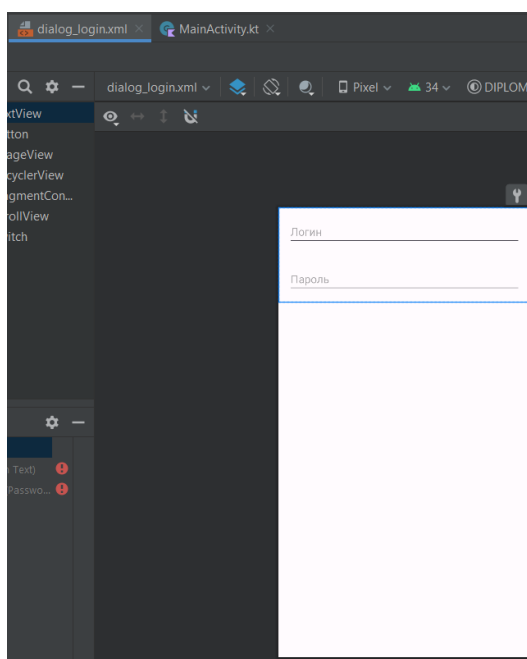 dialog_login.xml MainActivity.kt
dialog_login.xml Pixel 34 DIPLOM
xtView
tton
ageView
cyclerView
gmentCon...
rollView
itch
Логин
Пароль
Text)
Passwo...